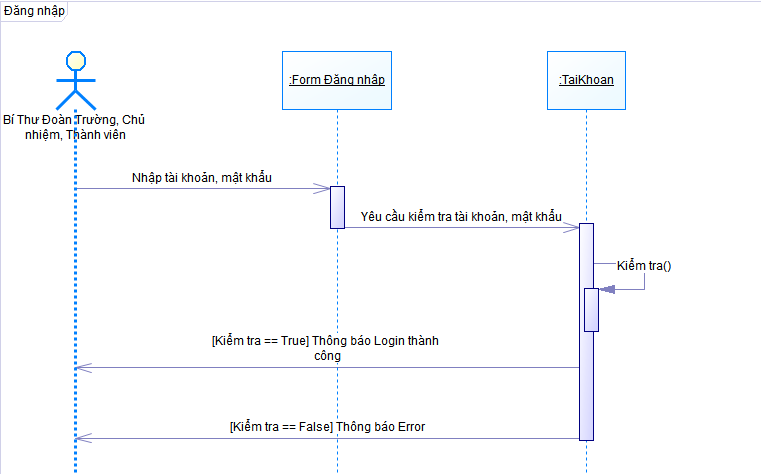 Đăng nhập
:Form Đăng nhâp
:TaiKhoan
Bí Thư Đoàn Trường, Chủ
nhiệm, Thành viên
Nhập tài khoản, mật khẩu
Yêu cầu kiểm tra tài khoản, mật khẩu
Kiểm tra()
[Kiểm tra == True] Thông báo Login thành
công
[Kiểm tra == False] Thông báo Error